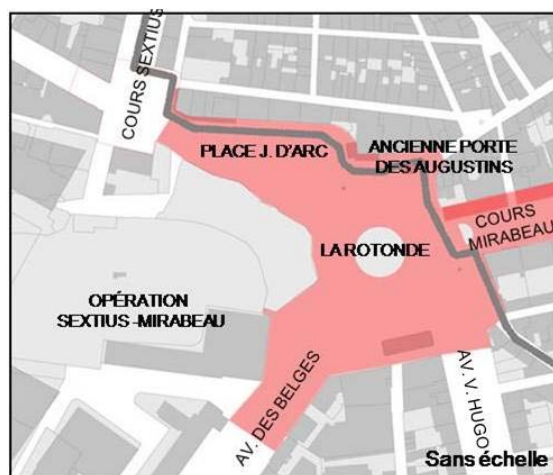 COURS SEXTIUS
PLACE J. D'ARC
ANCIENNE PORTE
DES AUGUSTINS
COURS
MIRABEAU
LA ROTONDE
OPÉRATION
SEXTIUS-MIRABEAU
AV. DES BELGES
AV. V. HUGO
Sans échelle